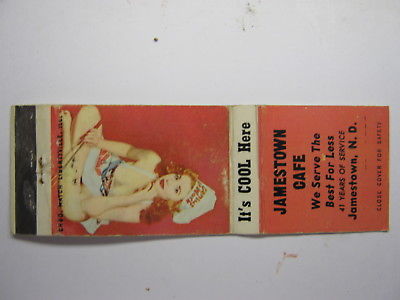 It's COOL Here
JAMESTOWN
CAFE
We Serve The
Best For Less
41 YEARS OF SERVICE
Jamestown, N. D.
CLOSE COVER FOR SAFETY